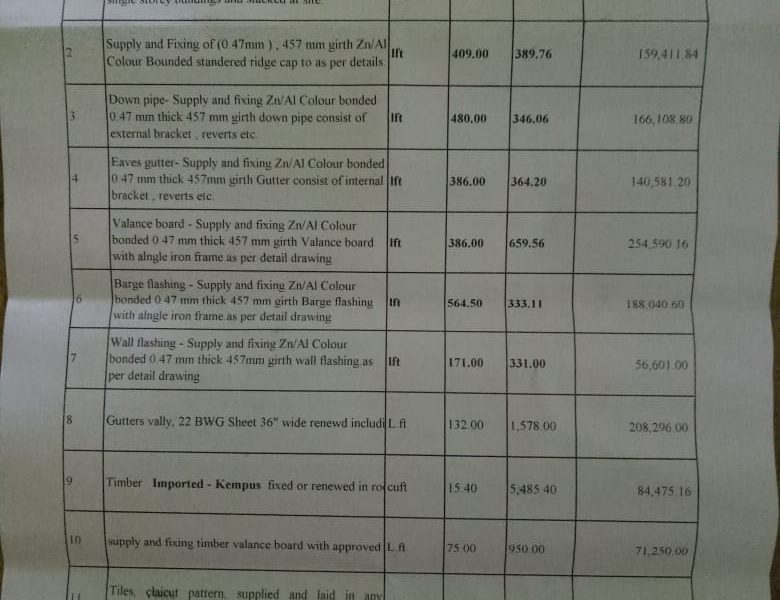 single storey buildings and stacked at site
2 Supply and Fixing of (0.47mm ) , 457 mm girth Zn/Al lft 409.00 389.76 159,411.84
Colour Bounded standered ridge cap to as per details
Down pipe- Supply and fixing Zn/Al Colour bonded
3 0.47 mm thick 457 mm girth down pipe consist of lft 480.00 346.06 166,108.80
external bracket , reverts etc.
Eaves gutter- Supply and fixing Zn/Al Colour bonded
4 0.47 mm thick 457mm girth Gutter consist of internal lft 386.00 364.20 140,581.20
bracket , reverts etc.
Valance board - Supply and fixing Zn/Al Colour
5 bonded 0.47 mm thick 457 mm girth Valance board lft 386.00 659.56 254,590.16
with alngle iron frame as per detail drawing
Barge flashing - Supply and fixing Zn/Al Colour
6 bonded 0.47 mm thick 457 mm girth Barge flashing lft 564.50 333.11 188,040.60
with alngle iron frame as per detail drawing
Wall flashing - Supply and fixing Zn/Al Colour
7 bonded 0.47 mm thick 457mm girth wall flashing as lft 171.00 331.00 56,601.00
per detail drawing
8 Gutters vally, 22 BWG Sheet 36" wide renewd includi L. ft 132.00 1,578.00 208,296.00
9 Timber Imported - Kempus fixed or renewed in ro cuft 15.40 5,485.40 84,475.16
10 supply and fixing timber valance board with approved L. ft 75.00 950.00 71,250.00
11 Tiles, claicut pattern, supplied and laid in any